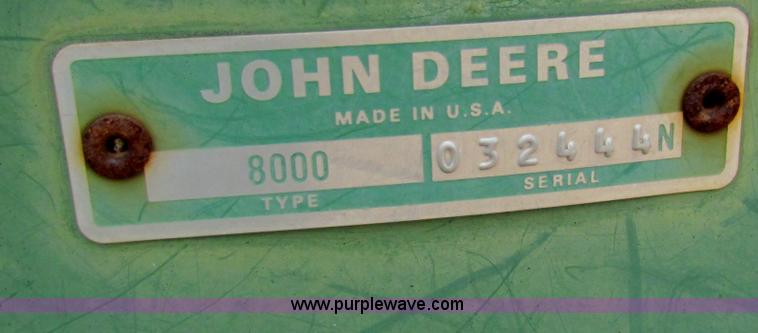 JOHN DEERE
MADE IN U.S.A.
8000 032444N
TYPE SERIAL
www.purplewave.com